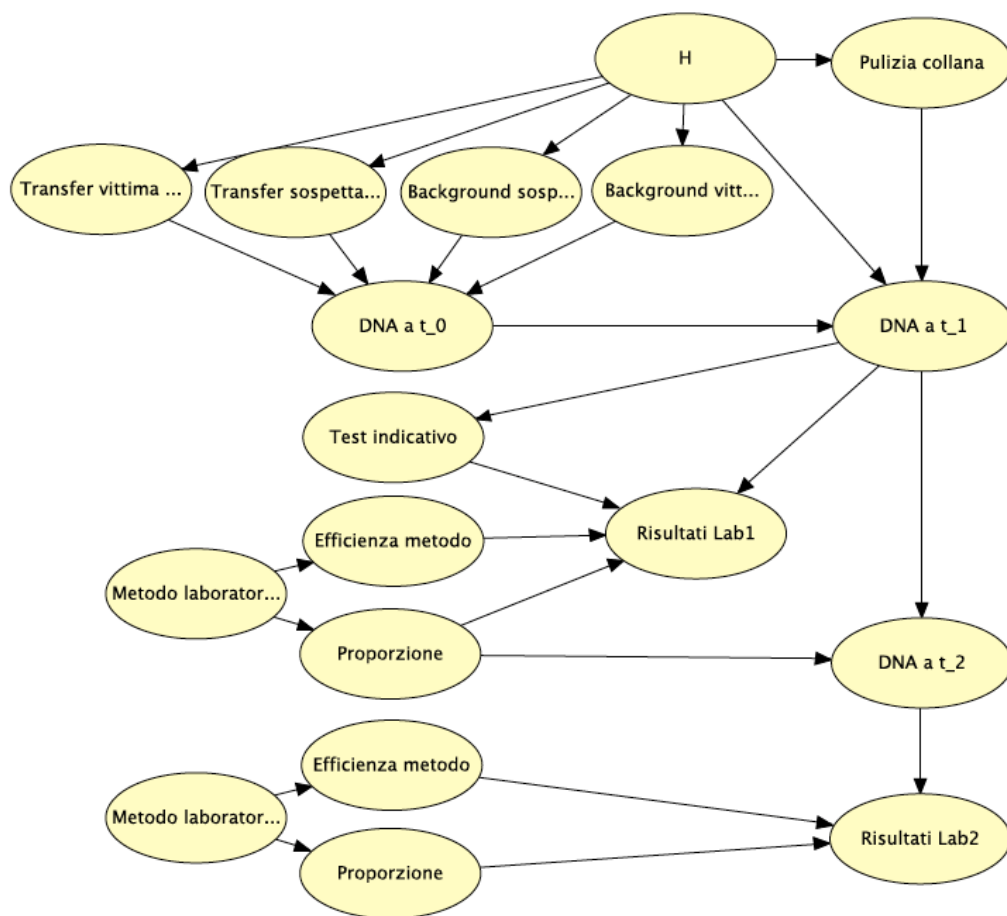 H
Pulizia collana
Transfer vittima ...
Transfer sospetta...
Background sosp...
Background vitt...
DNA a t_0
DNA a t_1
Test indicativo
Efficienza metodo
Risultati Lab1
Metodo laborator...
Proporzione
DNA a t_2
Efficienza metodo
Metodo laborator...
Risultati Lab2
Proporzione